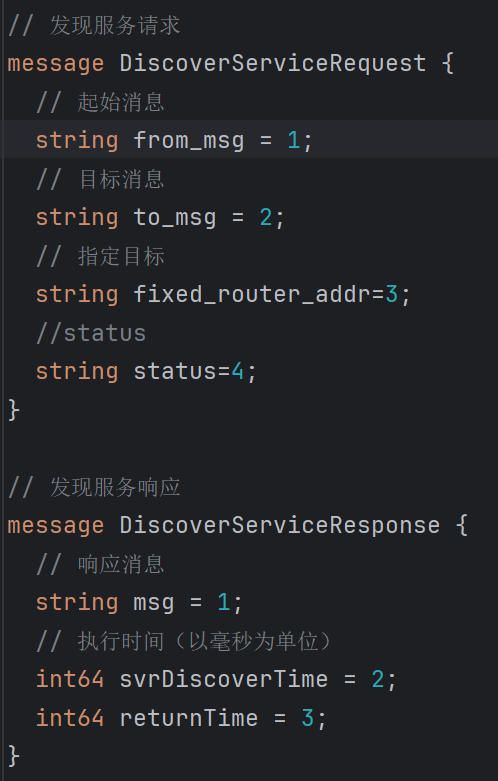 // 发现服务请求
message DiscoverServiceRequest {
  // 起始消息
  string from_msg = 1;
  // 目标消息
  string to_msg = 2;
  // 指定目标
  string fixed_router_addr=3;
  //status
  string status=4;
}

// 发现服务响应
message DiscoverServiceResponse {
  // 响应消息
  string msg = 1;
  // 执行时间（以毫秒为单位）
  int64 svrDiscoverTime = 2;
  int64 returnTime = 3;
}